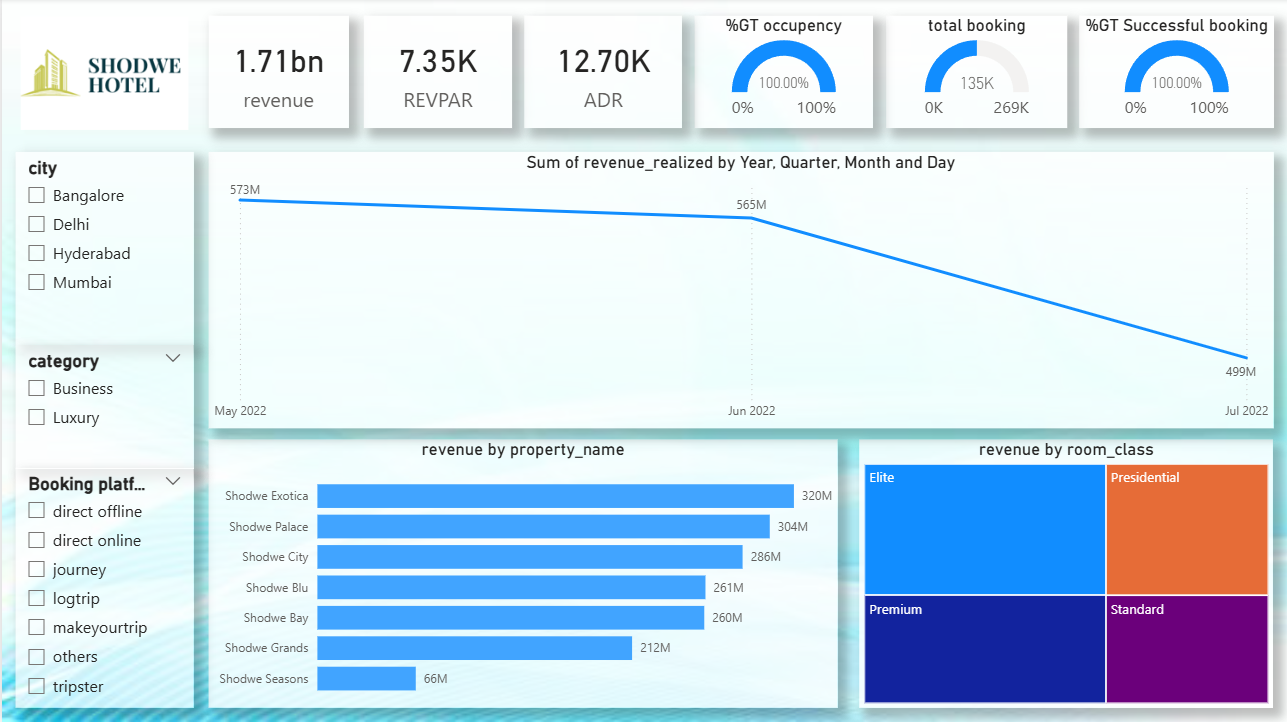 SHODWE
HOTEL
1.71bn
revenue
7.35K
REVPAR
12.70K
ADR
%GT occupency
100.00%
0%
100%
total booking
135K
0K
269K
%GT Successful booking
100.00%
0%
100%
city
Bangalore
Delhi
Hyderabad
Mumbai
category
Business
Luxury
Booking platf...
direct offline
direct online
journey
logtrip
makeyourtrip
others
tripster
Sum of revenue_realized by Year, Quarter, Month and Day
573M
565M
499M
May 2022
Jun 2022
Jul 2022
revenue by property_name
Shodwe Exotica 320M
Shodwe Palace 304M
Shodwe City 286M
Shodwe Blu 261M
Shodwe Bay 260M
Shodwe Grands 212M
Shodwe Seasons 66M
revenue by room_class
Elite
Presidential
Premium
Standard